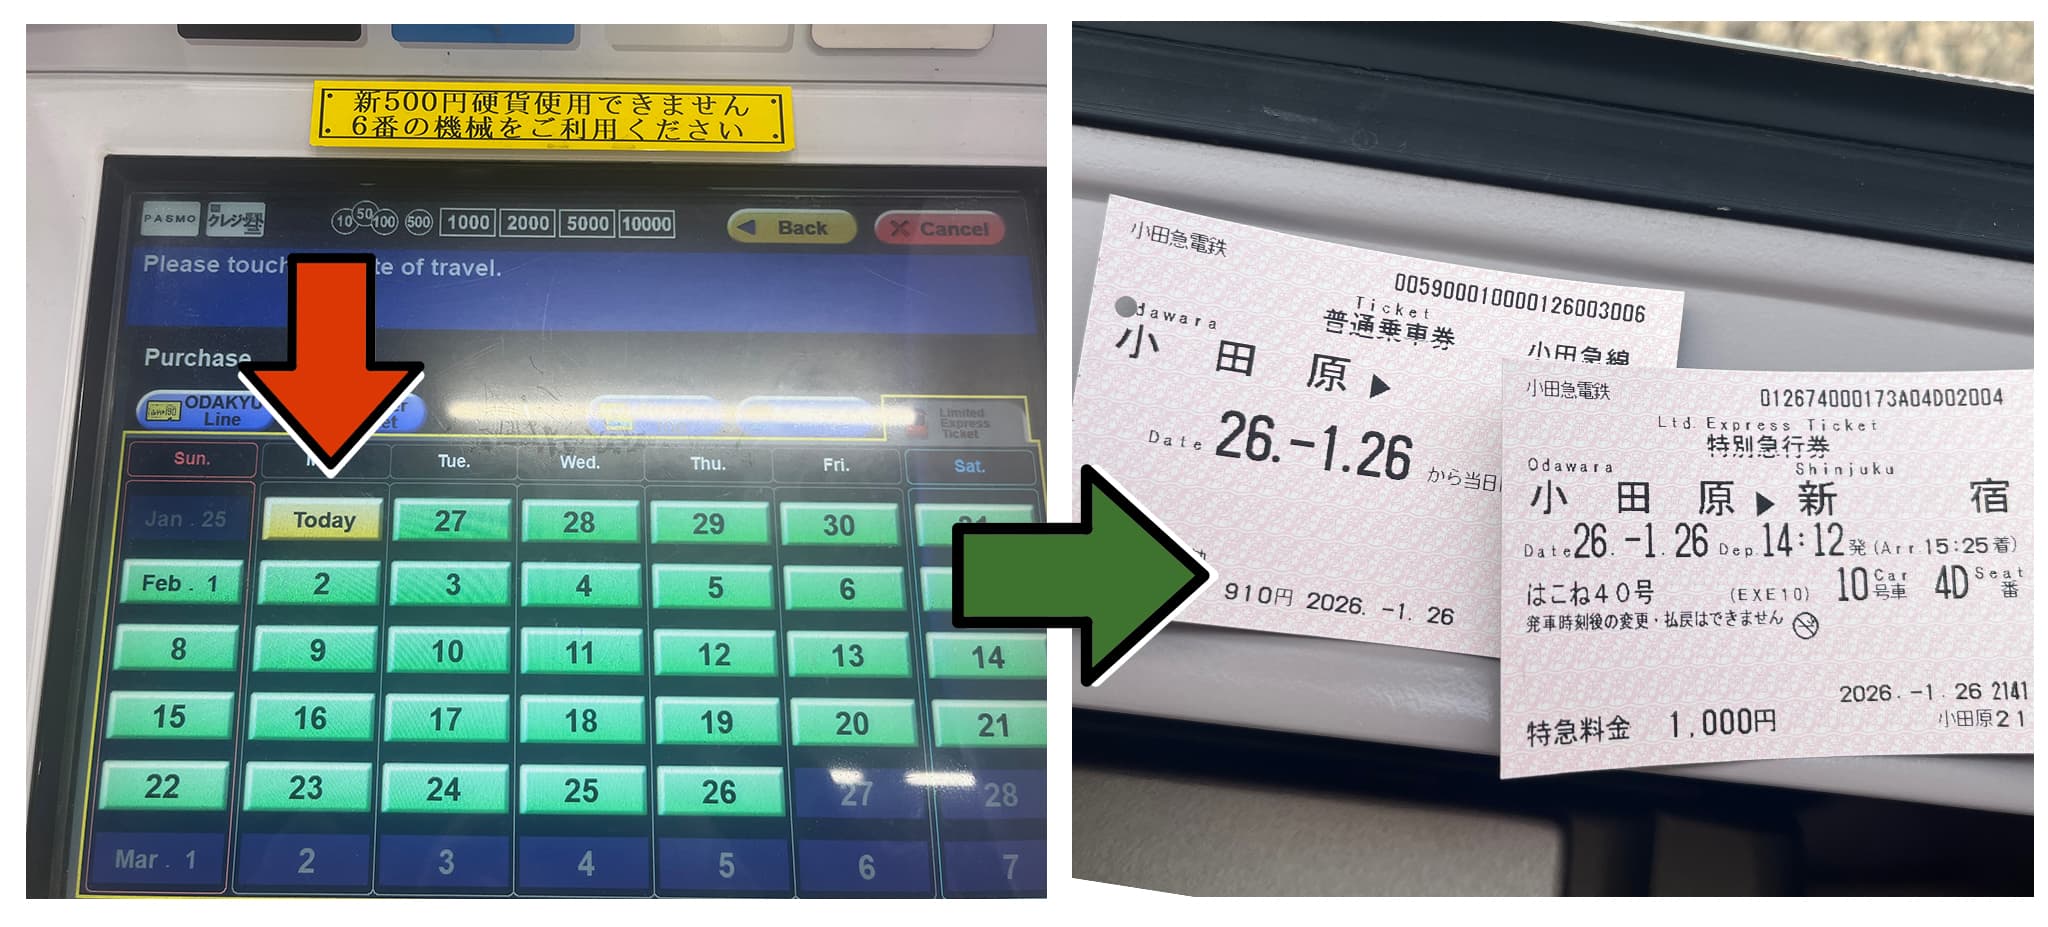 新500円硬貨使用できません
6番の機械をご利用ください
PASMO
10 50 100 500 1000 2000 5000 10000
Back
Cancel
Please touch te of travel.
Purchase
ODAKYU
Line
Limited
Express
Ticket
Sun. Tue. Wed. Thu. Fri. Sat.
Jan. 25 Today 27 28 29 30 31
Feb. 1 2 3 4 5 6
8 9 10 11 12 13 14
15 16 17 18 19 20 21
22 23 24 25 26 27 28
Mar. 1 2 3 4 5 6 7
小田急電鉄
005900010000126003006
Ticket
普通乗車券
小田急線
dawara
小田原▶
Date 26.-1.26 から当日
910円 2026.-1.26
小田急電鉄
012674000173A04D02004
Ltd. Express Ticket
特別急行券
Odawara Shinjuku
小田原▶新宿
Date 26.-1.26 Dep. 14:12発 (Arr 15:25着)
はこね40号 (EXE10) 10 Car 号車 4D Seat 番
発車時刻後の変更・払戻はできません
2026.-1.26 2141
特急料金 1,000円
小田原21